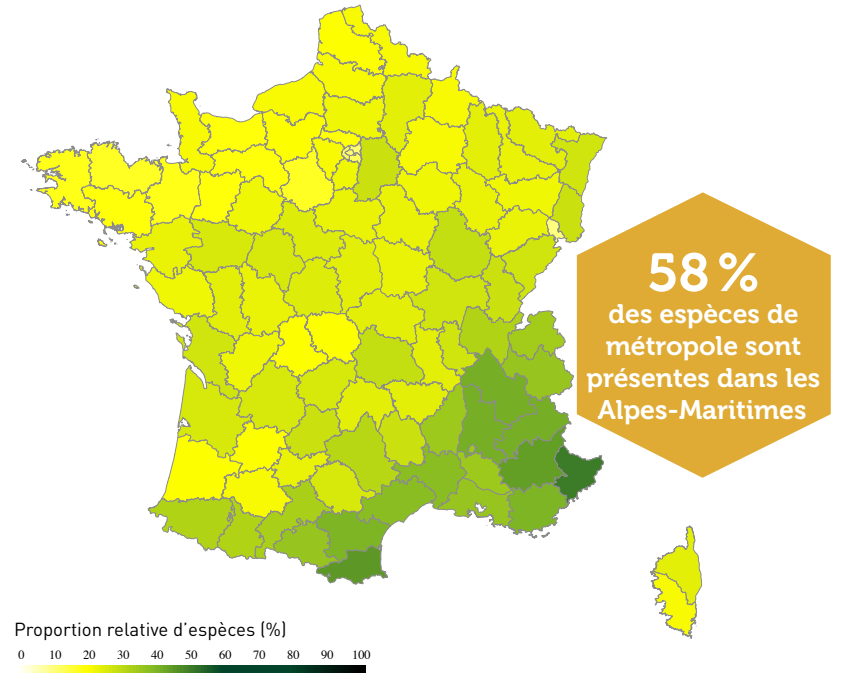 58 %
des espèces de
métropole sont
présentes dans les
Alpes-Maritimes
Proportion relative d’espèces (%)
0 10 20 30 40 50 60 70 80 90 100